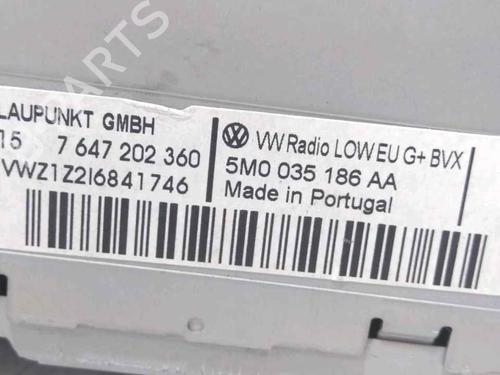 LAUPUNKT GMBH
15 7 647 202 360
VWZ1Z2I6841746
VW Radio LOW EU G+ BVX
5M0 035 186 AA
Made in Portugal